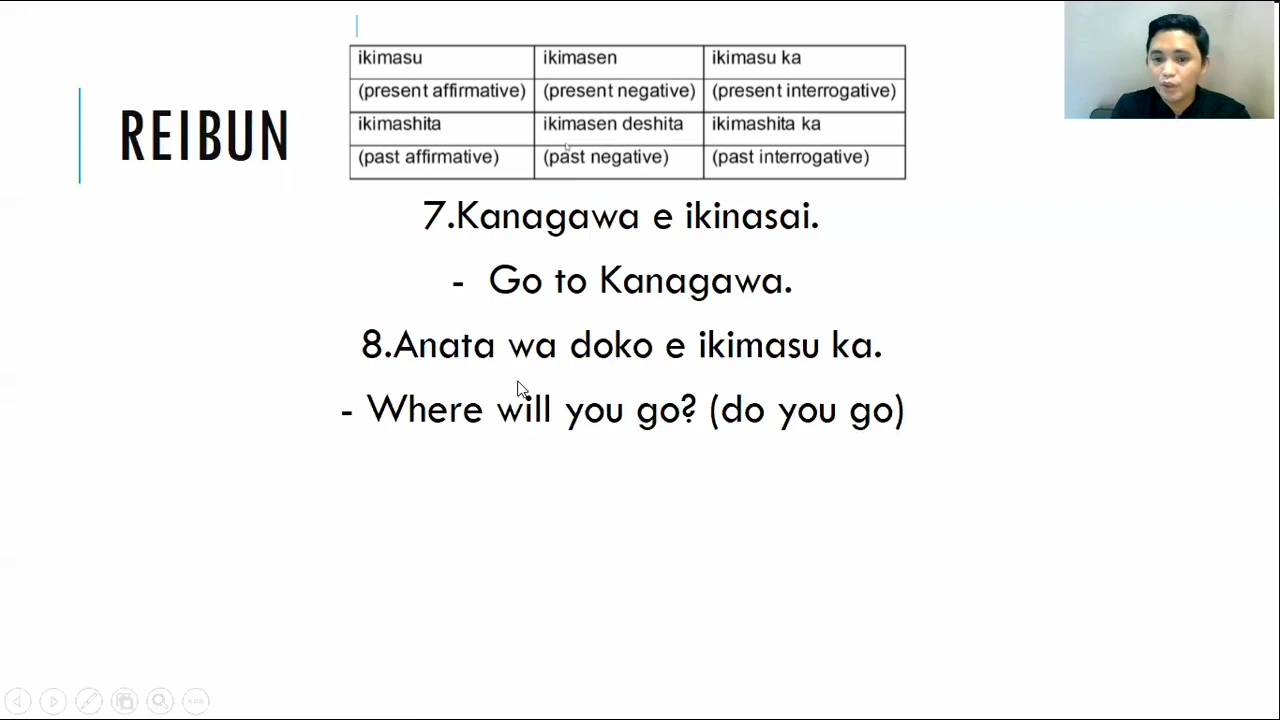 REIBUN
ikimasu ikimasen ikimasu ka
(present affirmative) (present negative) (present interrogative)
ikimashita ikimasen deshita ikimashita ka
(past affirmative) (past negative) (past interrogative)
7.Kanagawa e ikinasai.
- Go to Kanagawa.
8.Anata wa doko e ikimasu ka.
- Where will you go? (do you go)